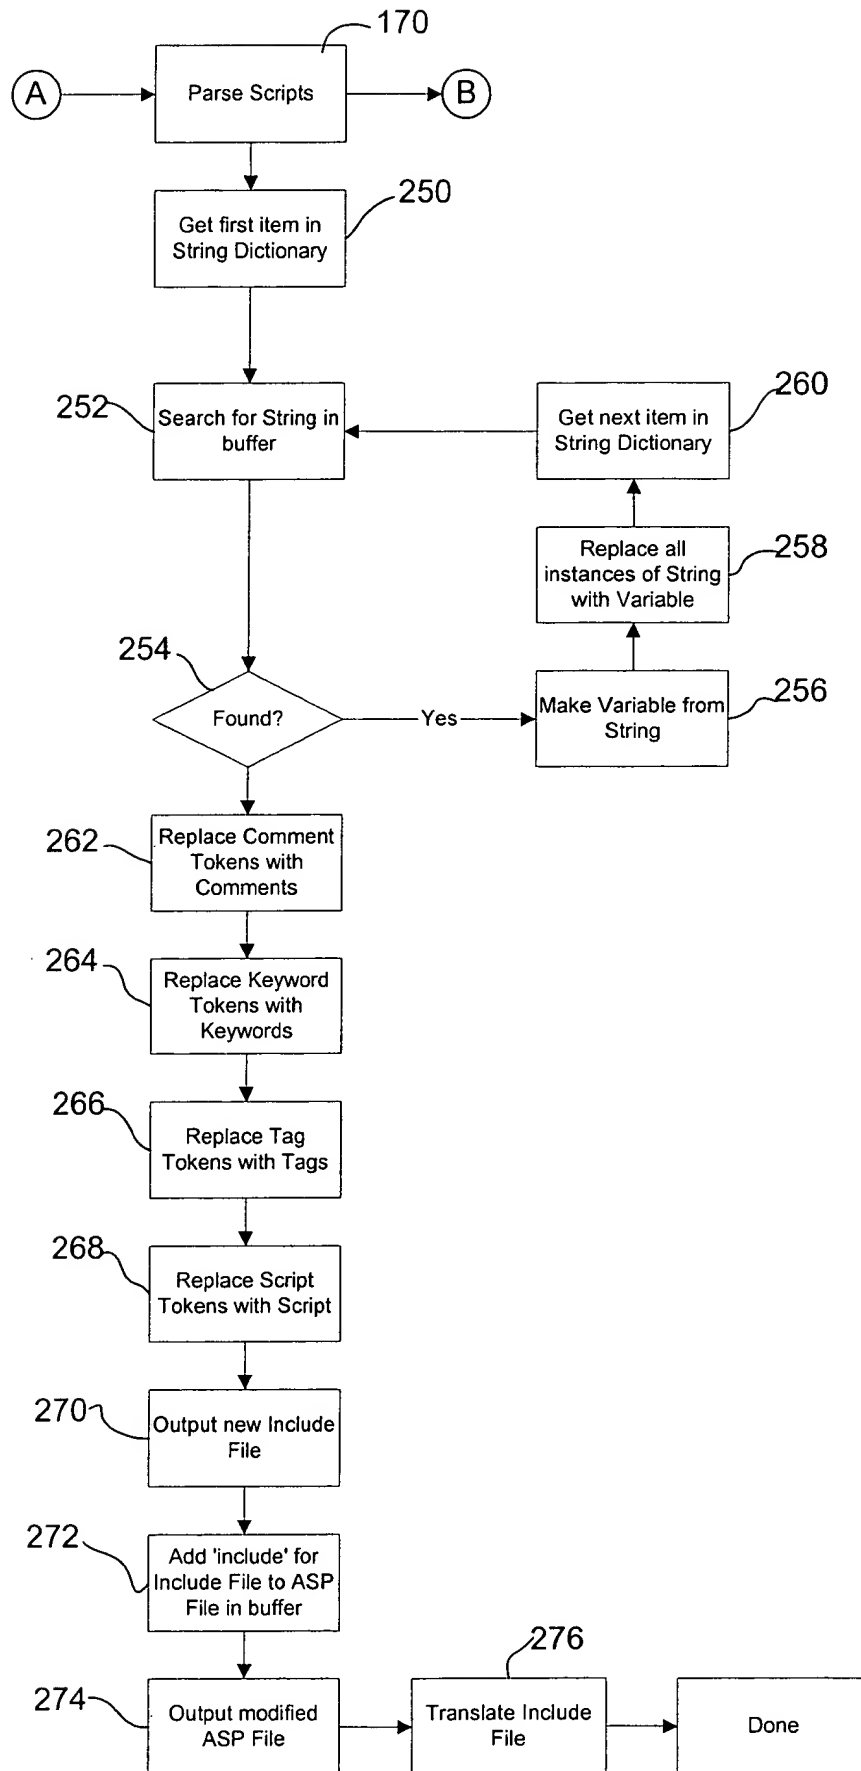 170
A
Parse Scripts
B
250
Get first item in
String Dictionary
252
Search for String in
buffer
260
Get next item in
String Dictionary
258
Replace all
instances of String
with Variable
254
Found?
Yes
256
Make Variable from
String
262
Replace Comment
Tokens with
Comments
264
Replace Keyword
Tokens with
Keywords
266
Replace Tag
Tokens with Tags
268
Replace Script
Tokens with Script
270
Output new Include
File
272
Add 'include' for
Include File to ASP
File in buffer
274
Output modified
ASP File
276
Translate Include
File
Done